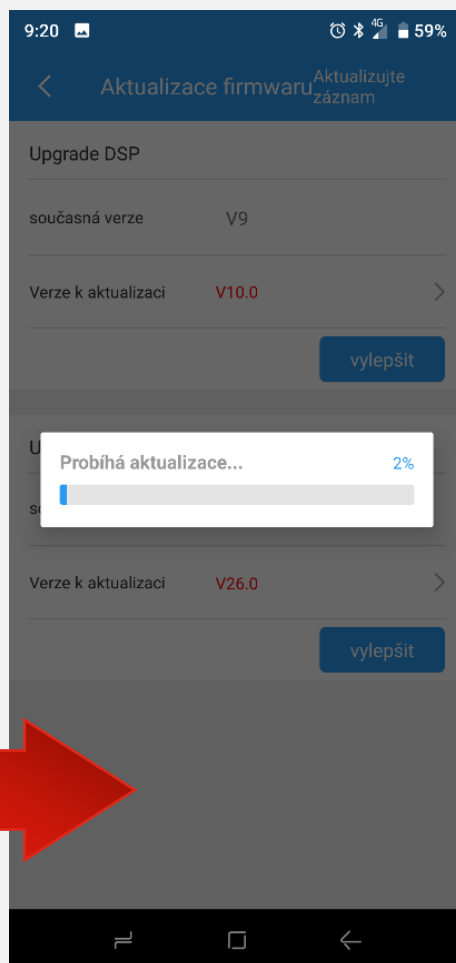 9:20 4G 59%
Aktualizace firmwaru Aktualizujte
záznam
Upgrade DSP
současná verze V9
Verze k aktualizaci V10.0
vylepšit
U
Probíhá aktualizace... 2%
so
Verze k aktualizaci V26.0
vylepšit